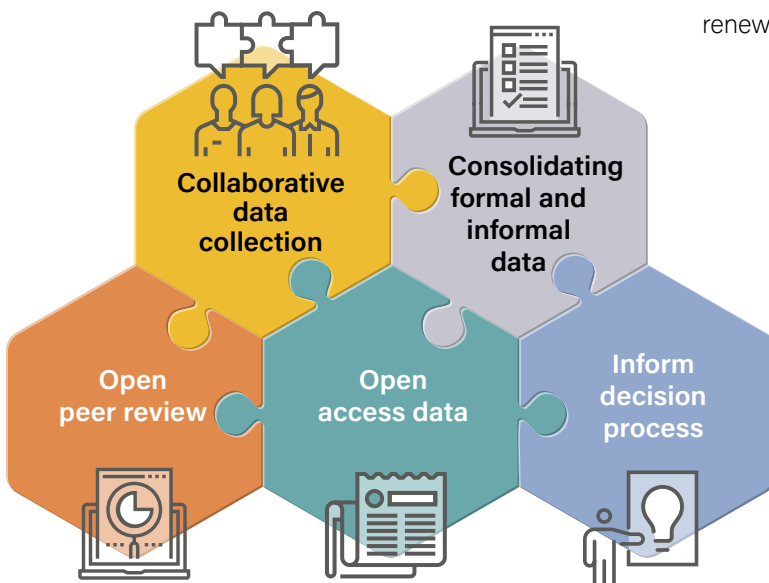 renew
Collaborative
data
collection
Consolidating
formal and
informal
data
Open
peer review
Open
access data
Inform
decision
process